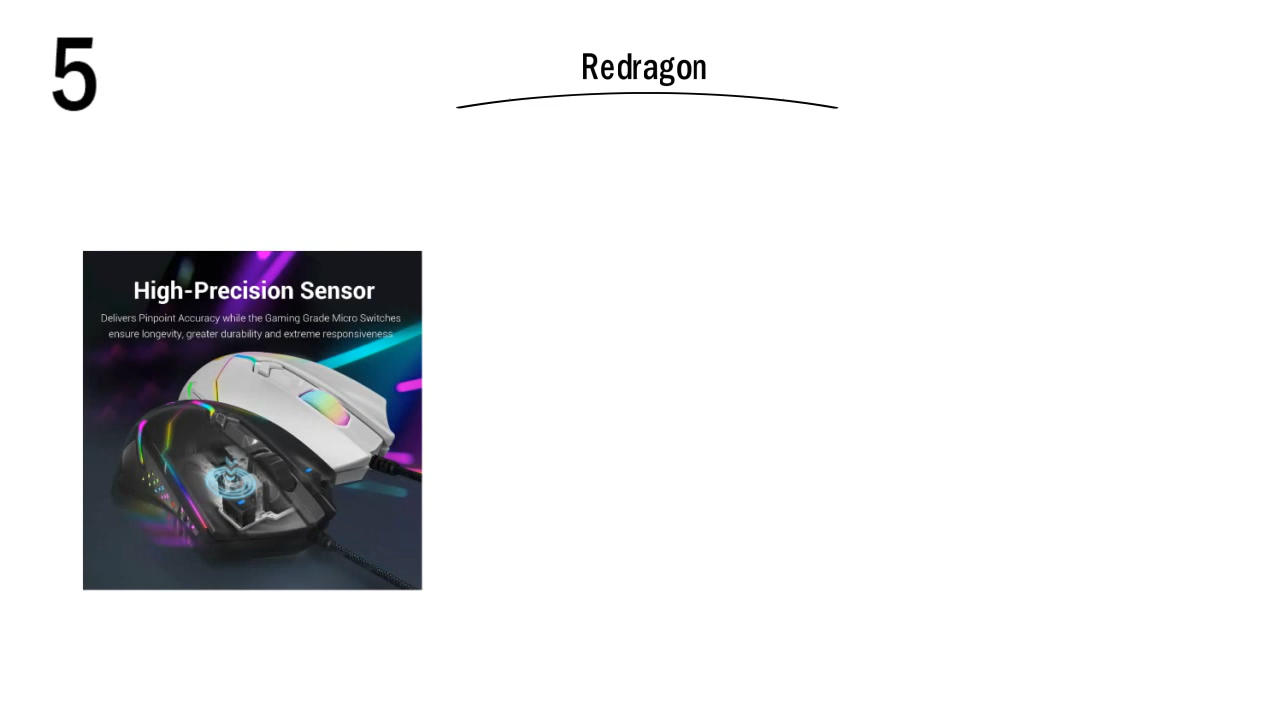 5
Redragon
High-Precision Sensor
Delivers Pinpoint Accuracy while the Gaming Grade Micro Switches
ensure longevity, greater durability and extreme responsiveness